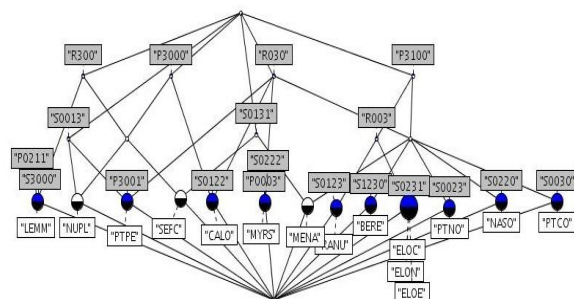 "R300" "P3000" "R030" "P3100"
"S0013" "S0131" "R003"
"P0211" "S0222"
"S3000" "P3001" "S0122" "P0003" "S0123" "S1230" "S0231" "S0023" "S0220" "S0030"
"LEMM" "NUPL" "PTPE" "SEFC" "CALO" "MYRS" "MENA" "RANU" "BERE" "ELOC" "PTNO" "NASO" "PTCO"
"ELON"
"ELOE"